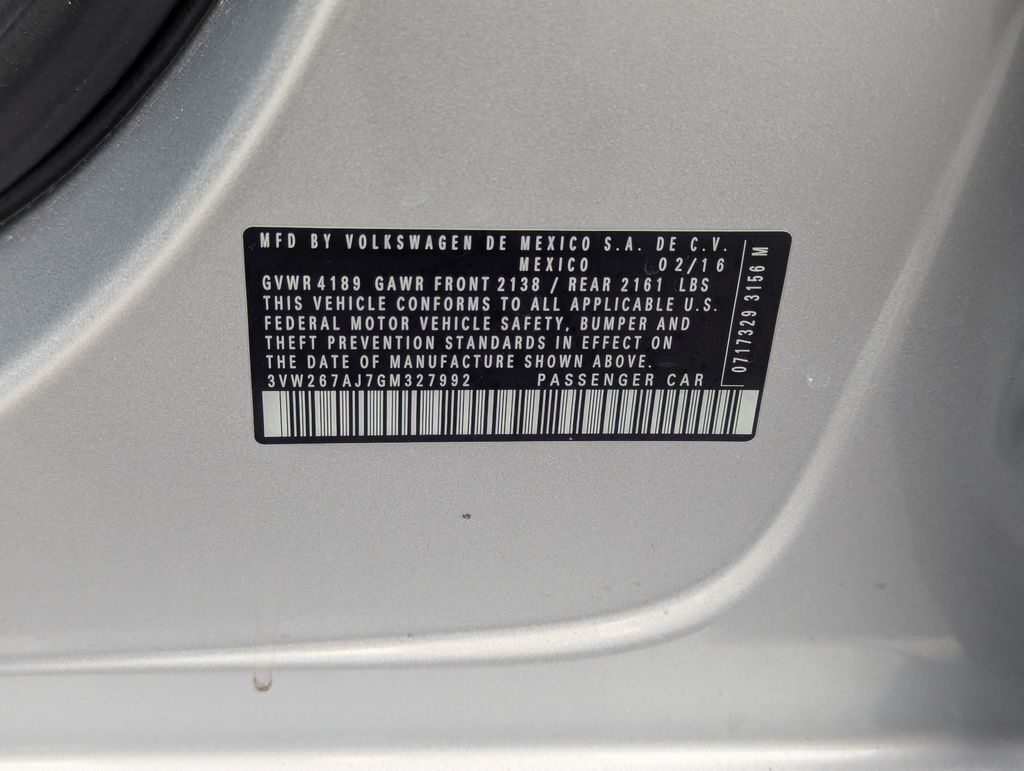 MFD BY VOLKSWAGEN DE MEXICO S.A. DE C.V.
MEXICO 02/16
GVWR 4189 GAWR FRONT 2138 / REAR 2161 LBS
THIS VEHICLE CONFORMS TO ALL APPLICABLE U.S.
FEDERAL MOTOR VEHICLE SAFETY, BUMPER AND
THEFT PREVENTION STANDARDS IN EFFECT ON
THE DATE OF MANUFACTURE SHOWN ABOVE.
3VW267AJ7GM327992 PASSENGER CAR
0717329 3156 M